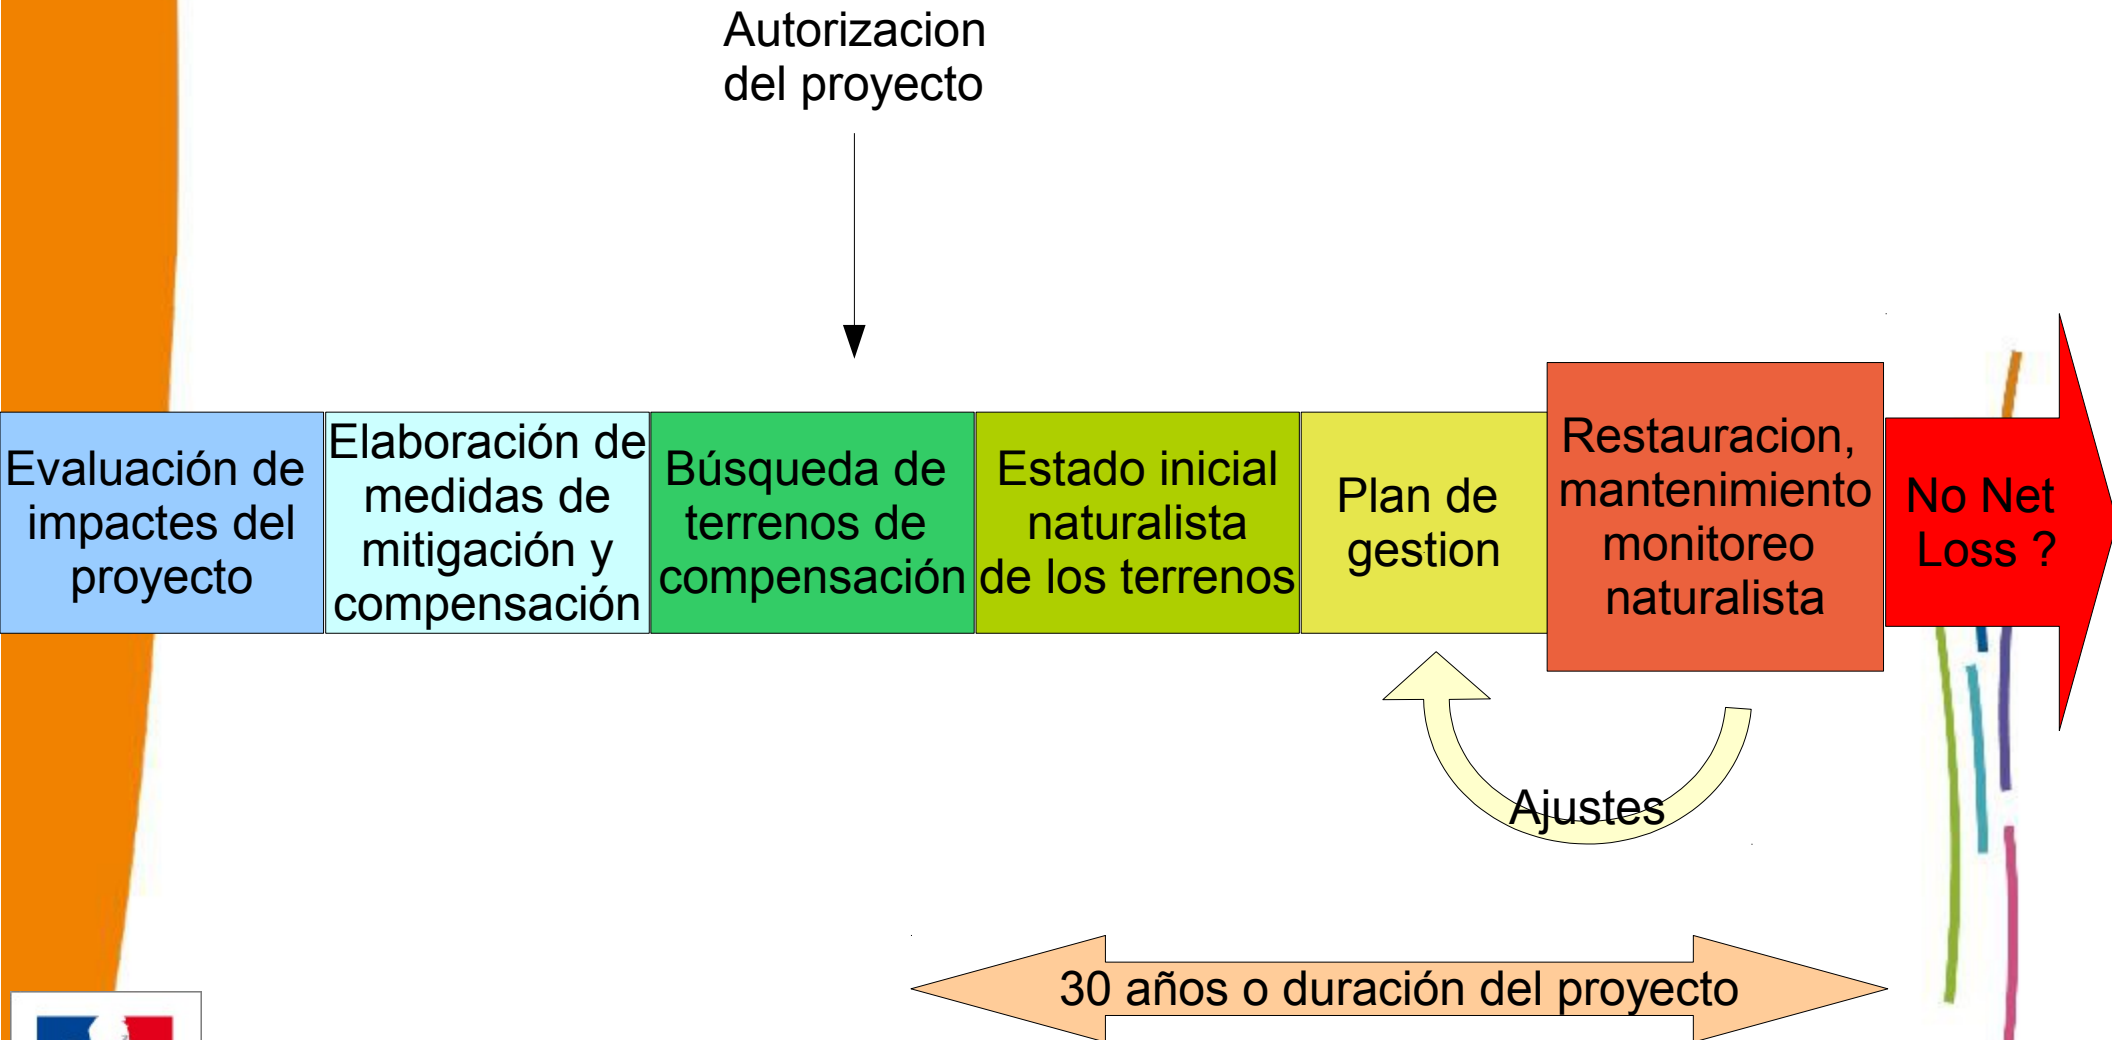 Autorizacion
del proyecto
Evaluación de
impactes del
proyecto
Elaboración de
medidas de
mitigación y
compensación
Búsqueda de
terrenos de
compensación
Estado inicial
naturalista
de los terrenos
Plan de
gestion
Restauracion,
mantenimiento
monitoreo
naturalista
No Net
Loss ?
Ajustes
30 años o duración del proyecto